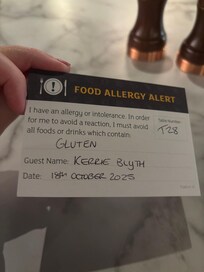 FOOD ALLERGY ALERT
I have an allergy or intolerance. In order
for me to avoid a reaction, I must avoid
all foods or drinks which contain:
Table Number
T-28
GLUTEN
Guest Name: KERRIE BLYTH
Date: 18th OCTOBER 2025